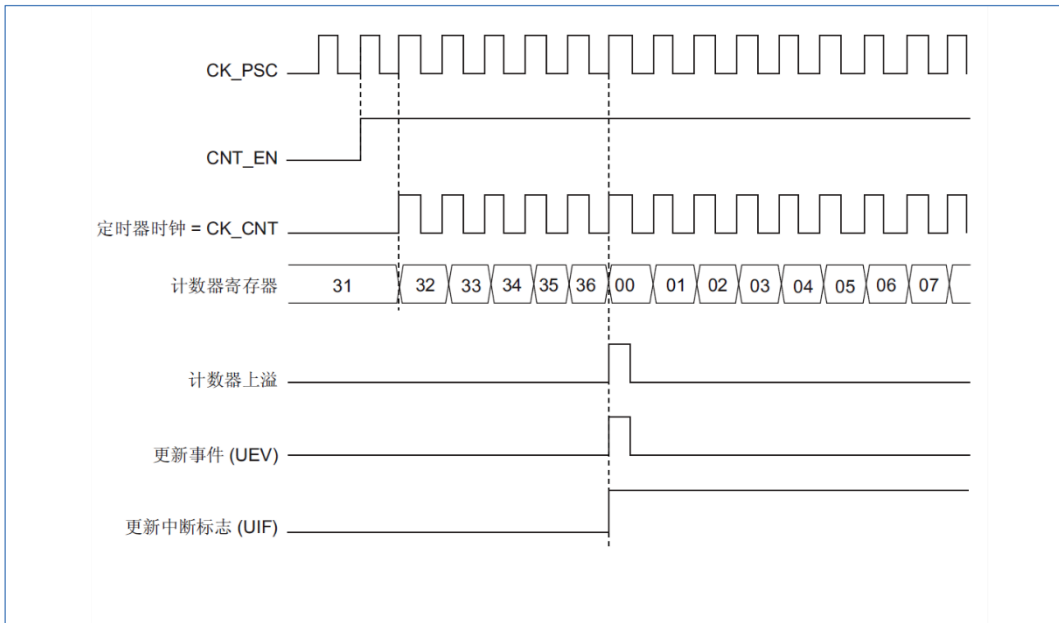 CK_PSC
CNT_EN
定时器时钟 = CK_CNT
计数器寄存器 31 32 33 34 35 36 00 01 02 03 04 05 06 07
计数器上溢
更新事件 (UEV)
更新中断标志 (UIF)